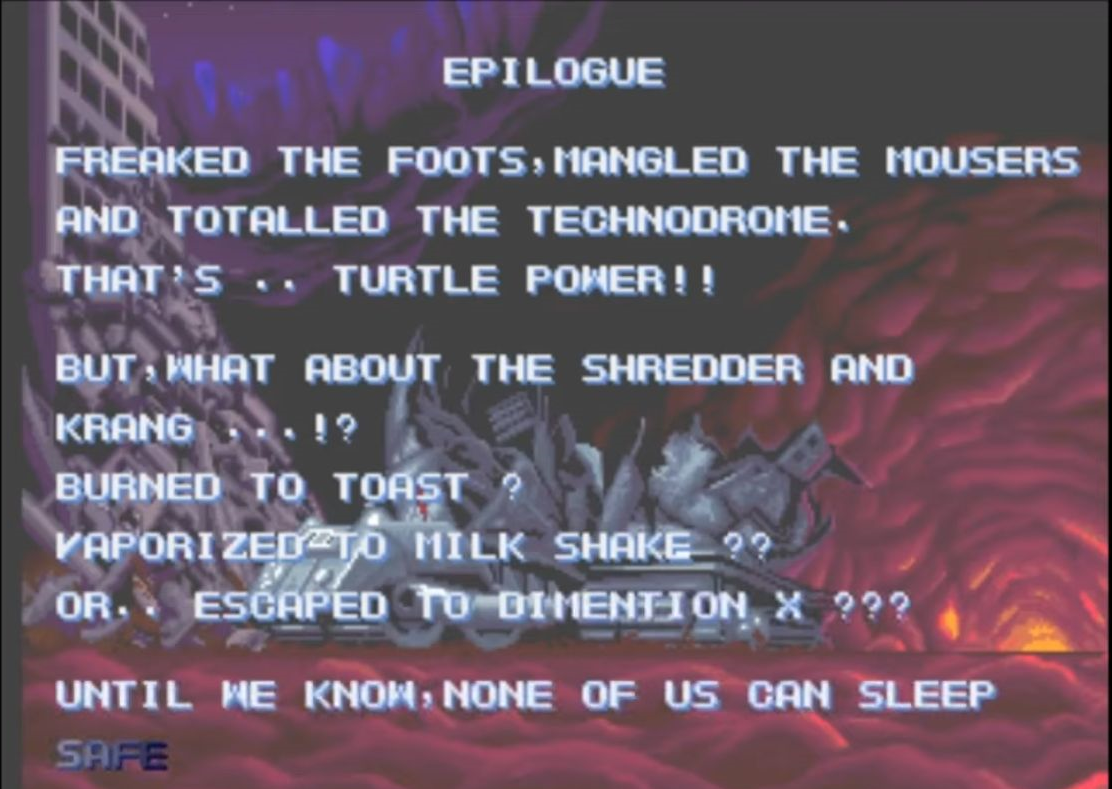 EPILOGUE
FREAKED THE FOOTS,MANGLED THE MOUSERS
AND TOTALLED THE TECHNODROME.
THAT'S .. TURTLE POWER!!
BUT,WHAT ABOUT THE SHREDDER AND
KRANG ...!?
BURNED TO TOAST ?
VAPORIZED TO MILK SHAKE ??
OR.. ESCAPED TO DIMENTION X ???
UNTIL WE KNOW,NONE OF US CAN SLEEP
SAFE